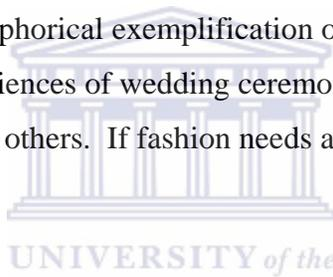 phorical exemplification o
iences of wedding ceremo
others. If fashion needs a
UNIVERSITY of the